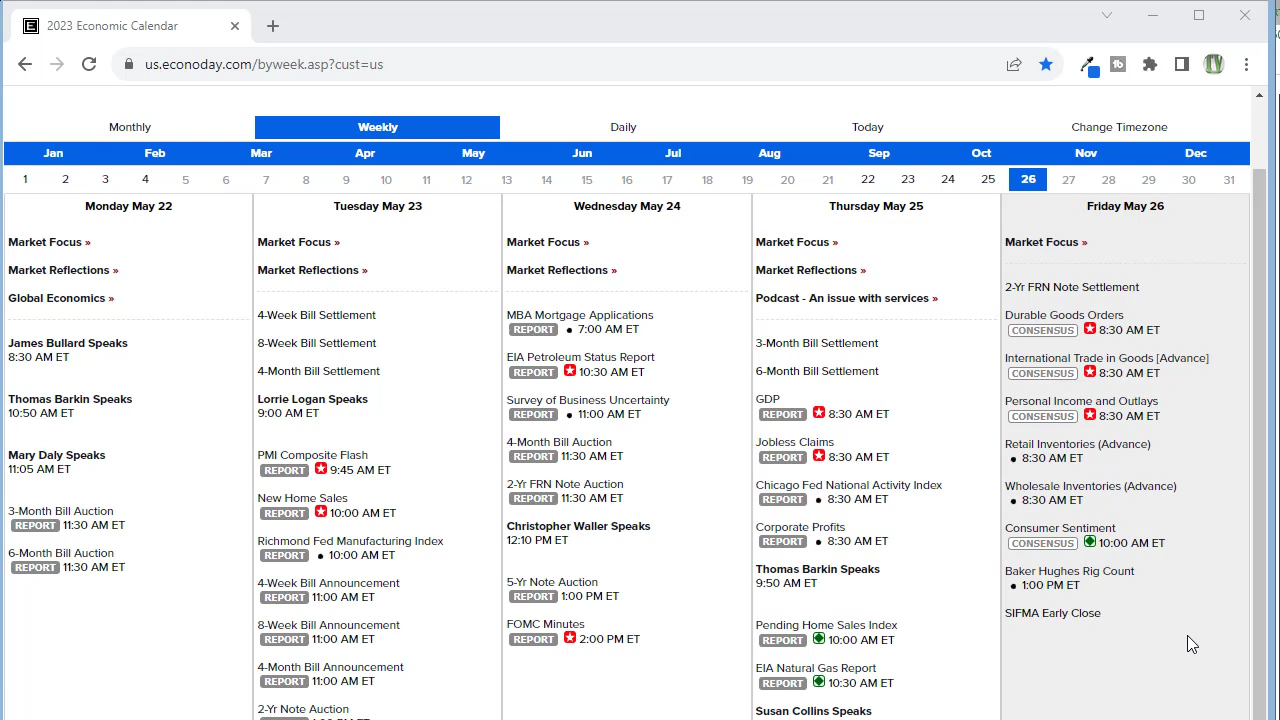 2023 Economic Calendar
us.econoday.com/byweek.asp?cust=us
Monthly Weekly Daily Today Change Timezone
Jan Feb Mar Apr May Jun Jul Aug Sep Oct Nov Dec
1 2 3 4 5 6 7 8 9 10 11 12 13 14 15 16 17 18 19 20 21 22 23 24 25 26 27 28 29 30 31
Monday May 22
Market Focus »
Market Reflections »
Global Economics »
James Bullard Speaks
8:30 AM ET
Thomas Barkin Speaks
10:50 AM ET
Mary Daly Speaks
11:05 AM ET
3-Month Bill Auction
REPORT 11:30 AM ET
6-Month Bill Auction
REPORT 11:30 AM ET
Tuesday May 23
Market Focus »
Market Reflections »
4-Week Bill Settlement
8-Week Bill Settlement
4-Month Bill Settlement
Lorrie Logan Speaks
9:00 AM ET
PMI Composite Flash
REPORT 9:45 AM ET
New Home Sales
REPORT 10:00 AM ET
Richmond Fed Manufacturing Index
REPORT • 10:00 AM ET
4-Week Bill Announcement
REPORT 11:00 AM ET
8-Week Bill Announcement
REPORT 11:00 AM ET
4-Month Bill Announcement
REPORT 11:00 AM ET
2-Yr Note Auction
Wednesday May 24
Market Focus »
Market Reflections »
MBA Mortgage Applications
REPORT • 7:00 AM ET
EIA Petroleum Status Report
REPORT 10:30 AM ET
Survey of Business Uncertainty
REPORT • 11:00 AM ET
4-Month Bill Auction
REPORT 11:30 AM ET
2-Yr FRN Note Auction
REPORT 11:30 AM ET
Christopher Waller Speaks
12:10 PM ET
5-Yr Note Auction
REPORT 1:00 PM ET
FOMC Minutes
REPORT 2:00 PM ET
Thursday May 25
Market Focus »
Market Reflections »
Podcast - An issue with services »
3-Month Bill Settlement
6-Month Bill Settlement
GDP
REPORT 8:30 AM ET
Jobless Claims
REPORT 8:30 AM ET
Chicago Fed National Activity Index
REPORT • 8:30 AM ET
Corporate Profits
REPORT • 8:30 AM ET
Thomas Barkin Speaks
9:50 AM ET
Pending Home Sales Index
REPORT 10:00 AM ET
EIA Natural Gas Report
REPORT 10:30 AM ET
Susan Collins Speaks
Friday May 26
Market Focus »
2-Yr FRN Note Settlement
Durable Goods Orders
CONSENSUS 8:30 AM ET
International Trade in Goods [Advance]
CONSENSUS 8:30 AM ET
Personal Income and Outlays
CONSENSUS 8:30 AM ET
Retail Inventories (Advance)
• 8:30 AM ET
Wholesale Inventories (Advance)
• 8:30 AM ET
Consumer Sentiment
CONSENSUS 10:00 AM ET
Baker Hughes Rig Count
• 1:00 PM ET
SIFMA Early Close